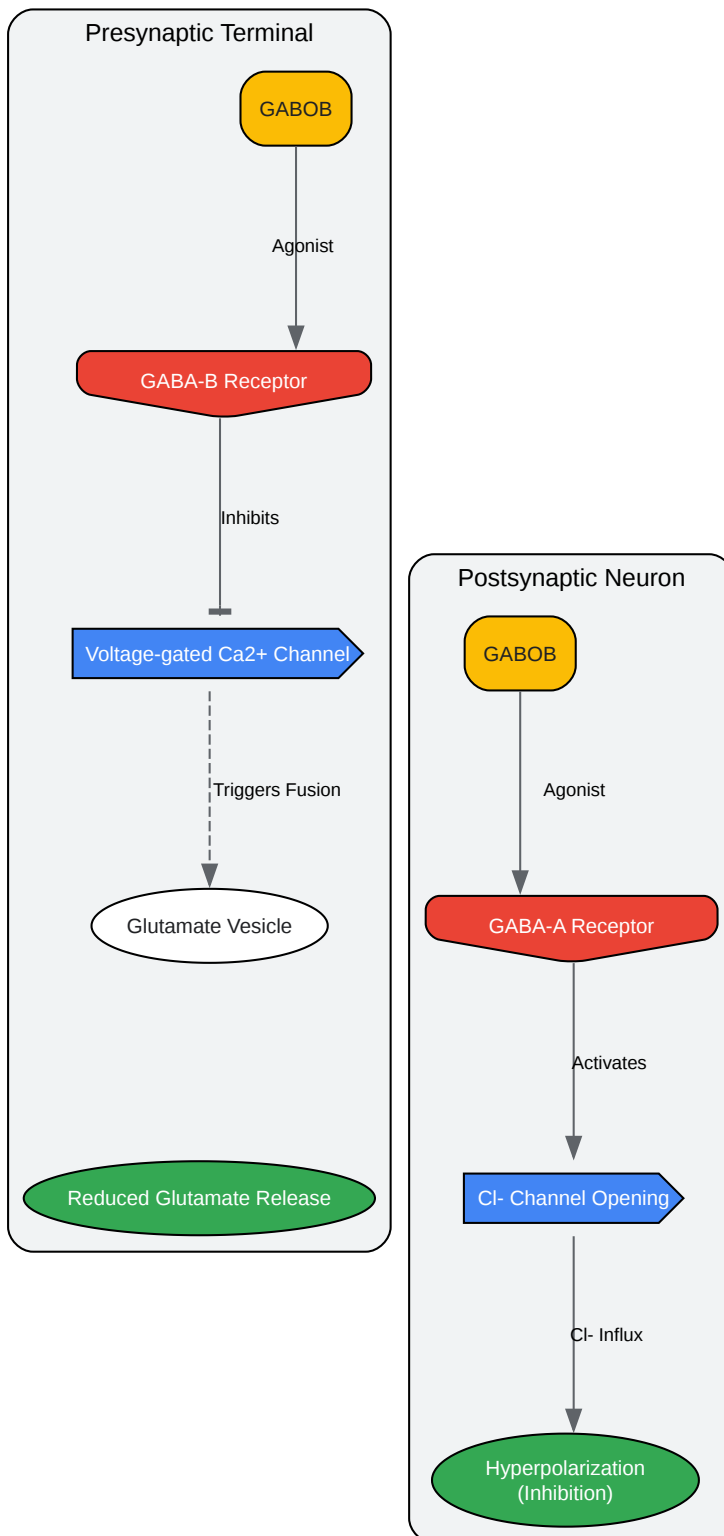 Presynaptic Terminal
GABOB
Agonist
GABA-B Receptor
Inhibits
Voltage-gated Ca2+ Channel
Triggers Fusion
Glutamate Vesicle
Reduced Glutamate Release
Postsynaptic Neuron
GABOB
Agonist
GABA-A Receptor
Activates
Cl- Channel Opening
Cl- Influx
Hyperpolarization
(Inhibition)